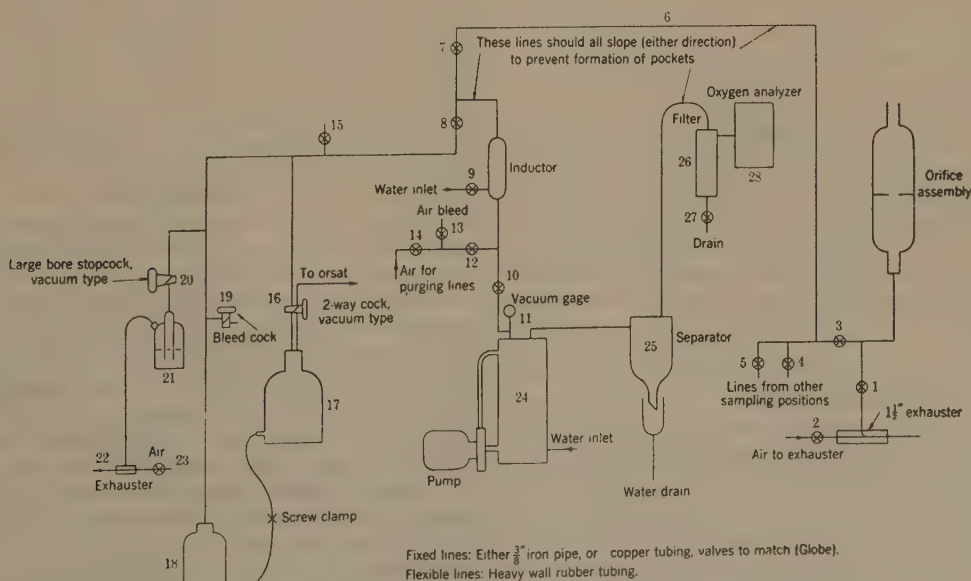 6
7
These lines should all slope (either direction)
to prevent formation of pockets
Oxygen analyzer
15
8
Filter
26
28
Inductor
Orifice
assembly
9
Water inlet
Air bleed
13
27
Drain
14
12
Air for
purging lines
Large bore stopcock,
vacuum type
20
To orsat
10
16
2-way cock,
vacuum type
19
Bleed cock
Vacuum gage
11
21
25
Separator
3
5
4
Lines from other
sampling positions
1
17
24
2
1½" exhauster
Air to exhauster
22
Air
23
Exhauster
Pump
Water inlet
Water drain
Screw clamp
18
Fixed lines: Either ⅜" iron pipe, or copper tubing, valves to match (Globe).
Flexible lines: Heavy wall rubber tubing.